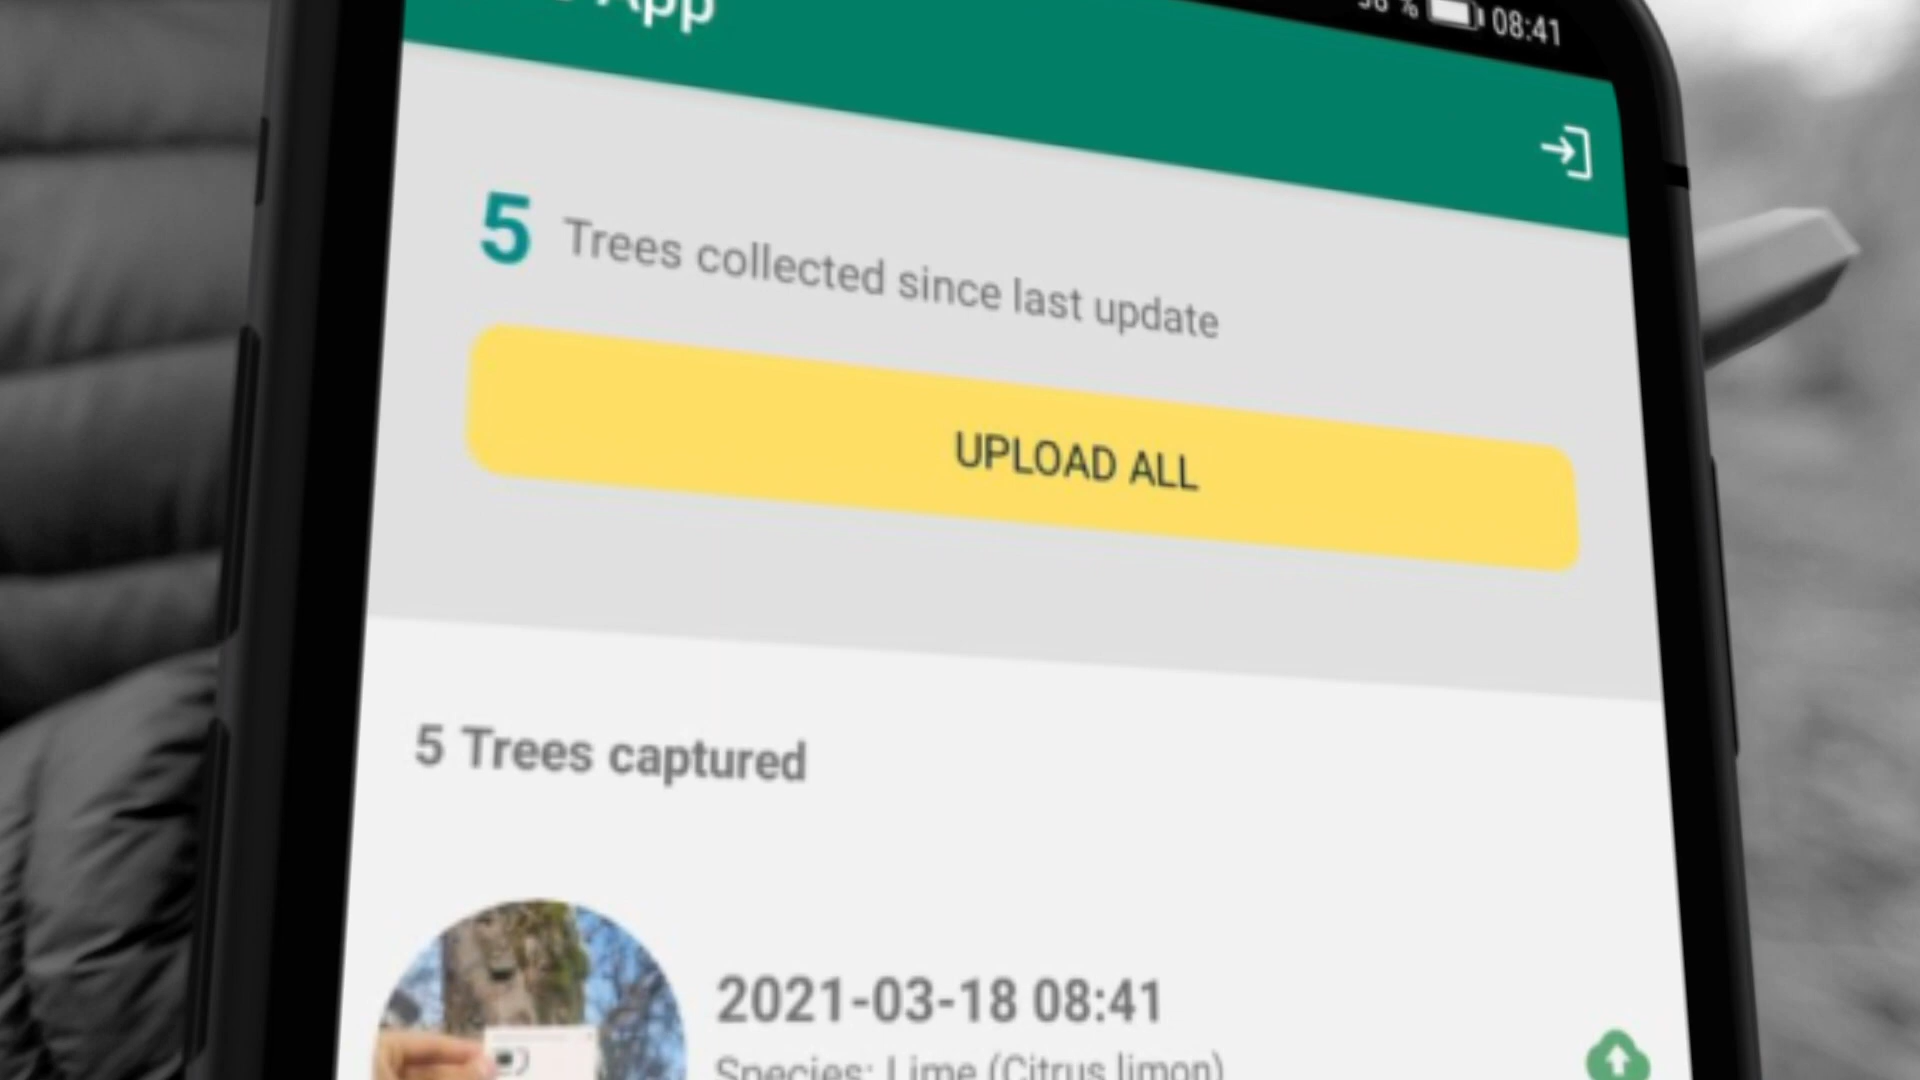 App
% 08:41
5 Trees collected since last update
UPLOAD ALL
5 Trees captured
2021-03-18 08:41
Species: Lime (Citrus limon)